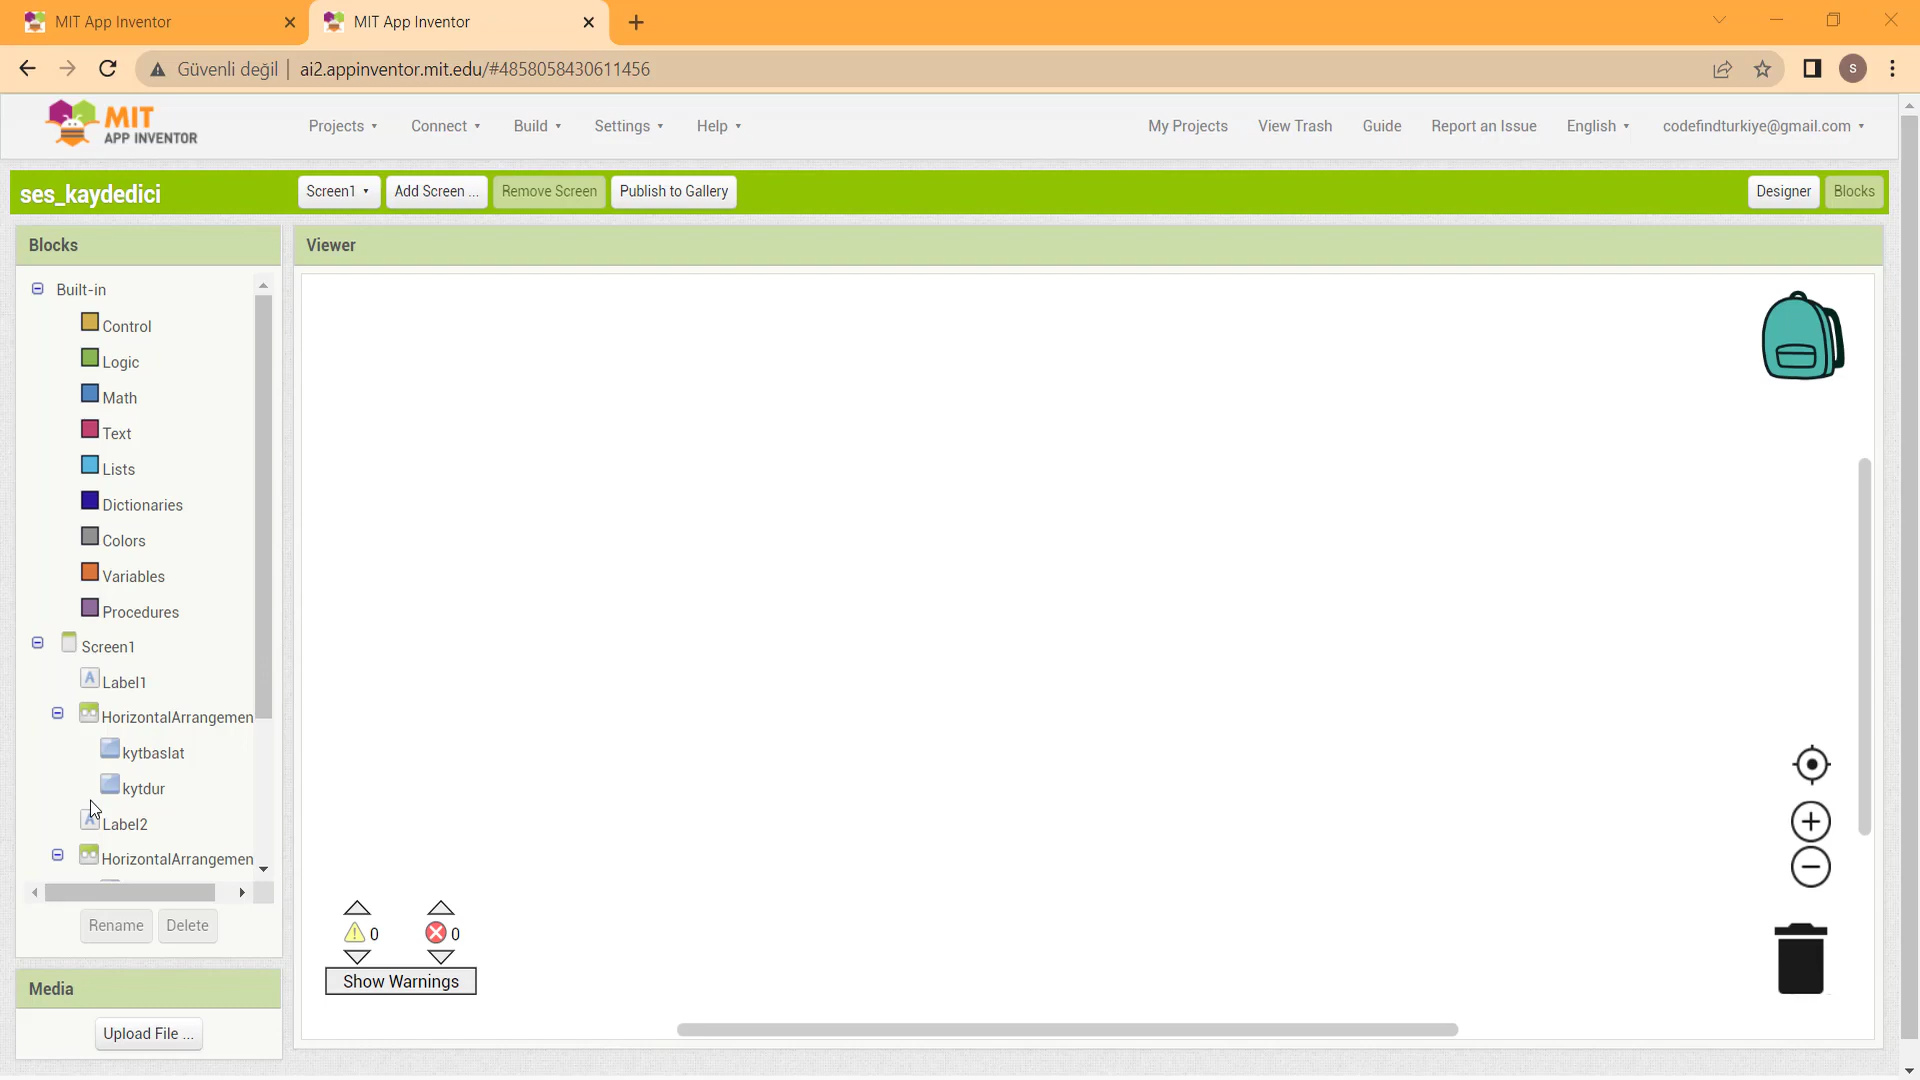 MIT App Inventor
MIT App Inventor
Güvenli değil
ai2.appinventor.mit.edu/#4858058430611456
S
MIT
APP INVENTOR
Projects
Connect
Build
Settings
Help
My Projects
View Trash
Guide
Report an Issue
English
codefindturkiye@gmail.com
ses_kaydedici
Screen1
Add Screen ...
Remove Screen
Publish to Gallery
Designer
Blocks
Blocks
Viewer
Built-in
Control
Logic
Math
Text
Lists
Dictionaries
Colors
Variables
Procedures
Screen1
A Label1
HorizontalArrangemen
kytbaslat
kytdur
A Label2
HorizontalArrangemen
Rename
Delete
0
0
Show Warnings
Media
Upload File ...